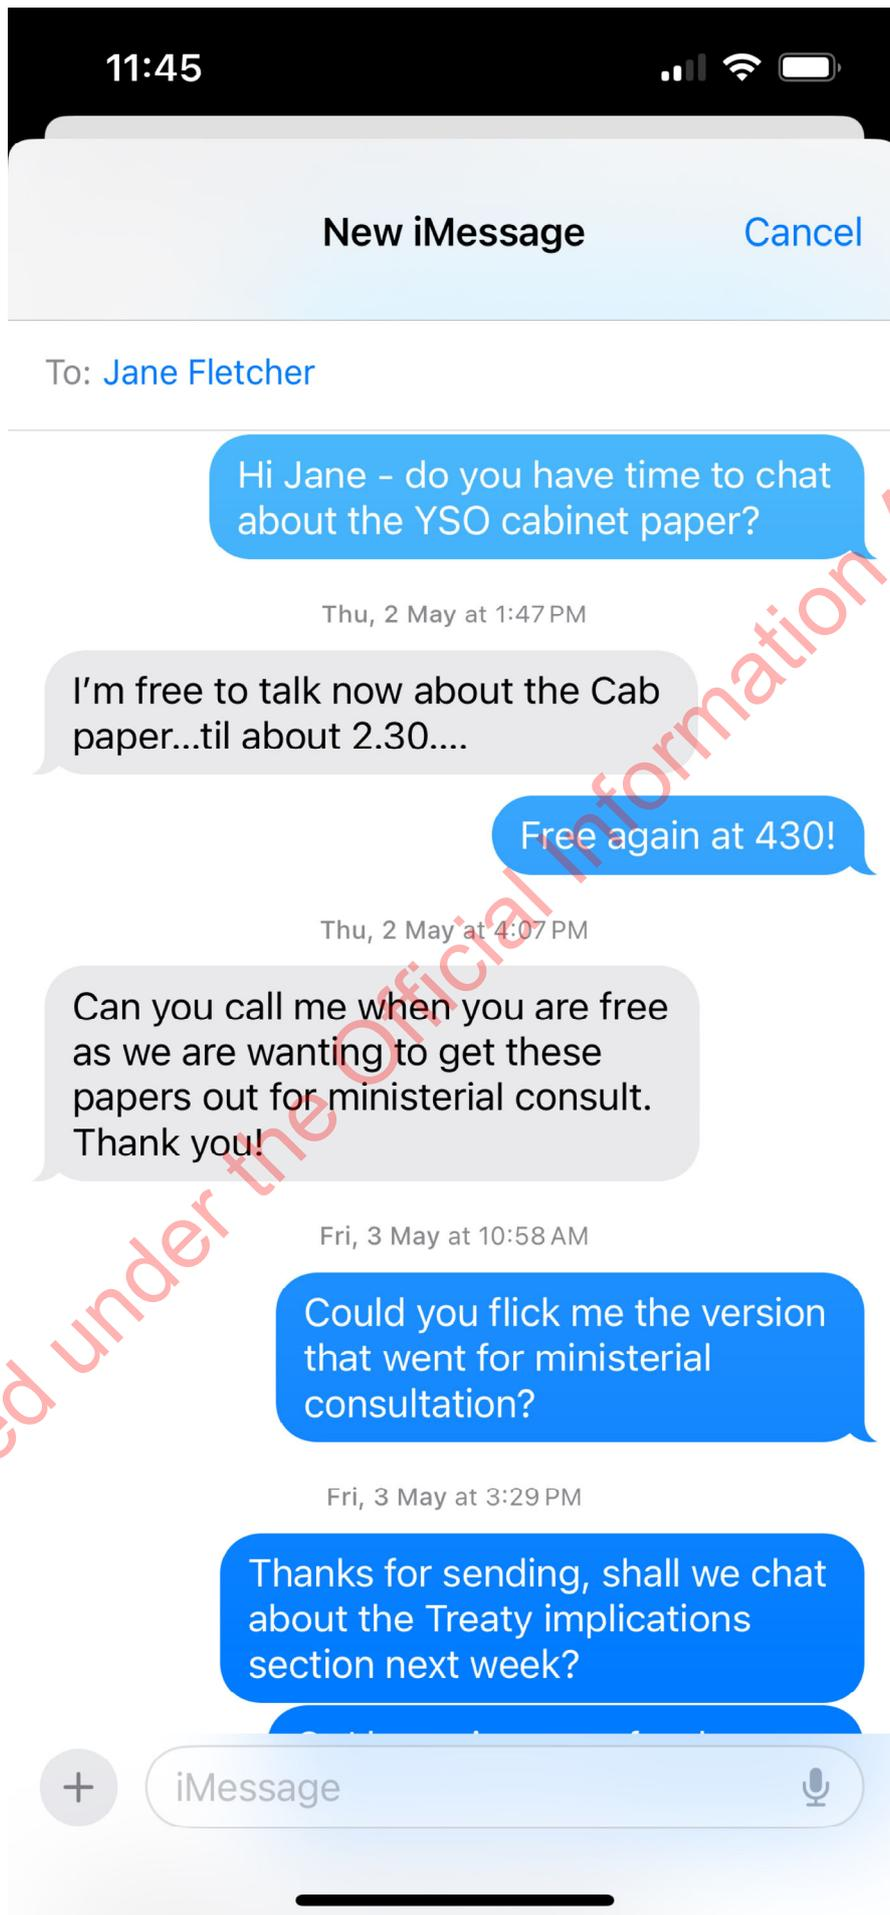 11:45
New iMessage
Cancel
To: Jane Fletcher
Hi Jane - do you have time to chat
about the YSO cabinet paper?
Thu, 2 May at 1:47 PM
I'm free to talk now about the Cab
paper...til about 2.30....
Free again at 430!
Thu, 2 May at 4:07 PM
Can you call me when you are free
as we are wanting to get these
papers out for ministerial consult.
Thank you!
Fri, 3 May at 10:58 AM
Could you flick me the version
that went for ministerial
consultation?
Fri, 3 May at 3:29 PM
Thanks for sending, shall we chat
about the Treaty implications
section next week?
iMessage
ed under the Official Information